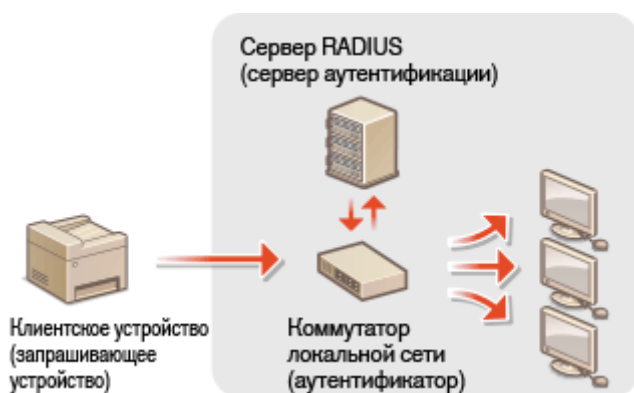 Сервер RADIUS
(сервер аутентификации)
Клиентское устройство
(запрашивающее
устройство)
Коммутатор
локальной сети
(аутентификатор)